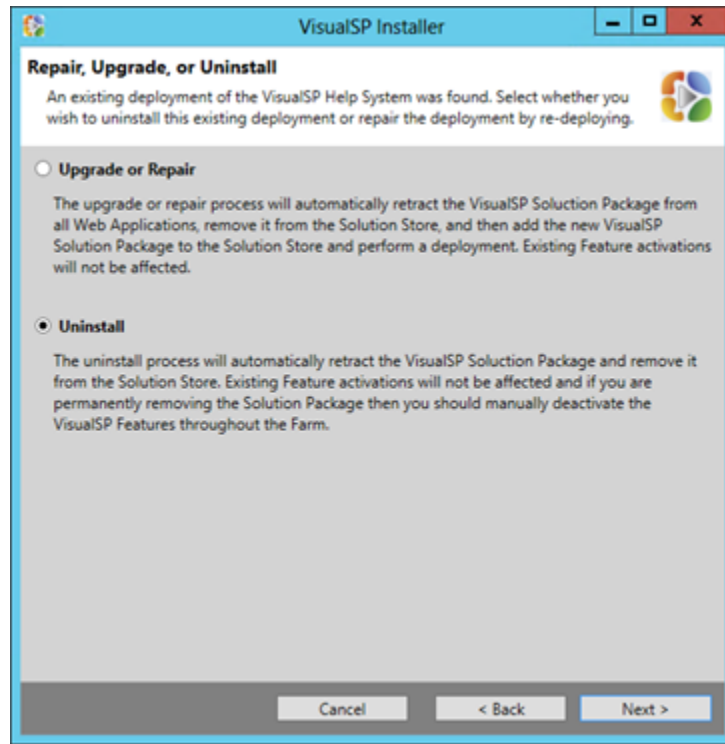 VisualSP Installer
Repair, Upgrade, or Uninstall
An existing deployment of the VisualSP Help System was found. Select whether you
wish to uninstall this existing deployment or repair the deployment by re-deploying.
Upgrade or Repair
The upgrade or repair process will automatically retract the VisualSP Soluction Package from
all Web Applications, remove it from the Solution Store, and then add the new VisualSP
Solution Package to the Solution Store and perform a deployment. Existing Feature activations
will not be affected.
Uninstall
The uninstall process will automatically retract the VisualSP Soluction Package and remove it
from the Solution Store. Existing Feature activations will not be affected and if you are
permanently removing the Solution Package then you should manually deactivate the
VisualSP Features throughout the Farm.
Cancel
< Back
Next >